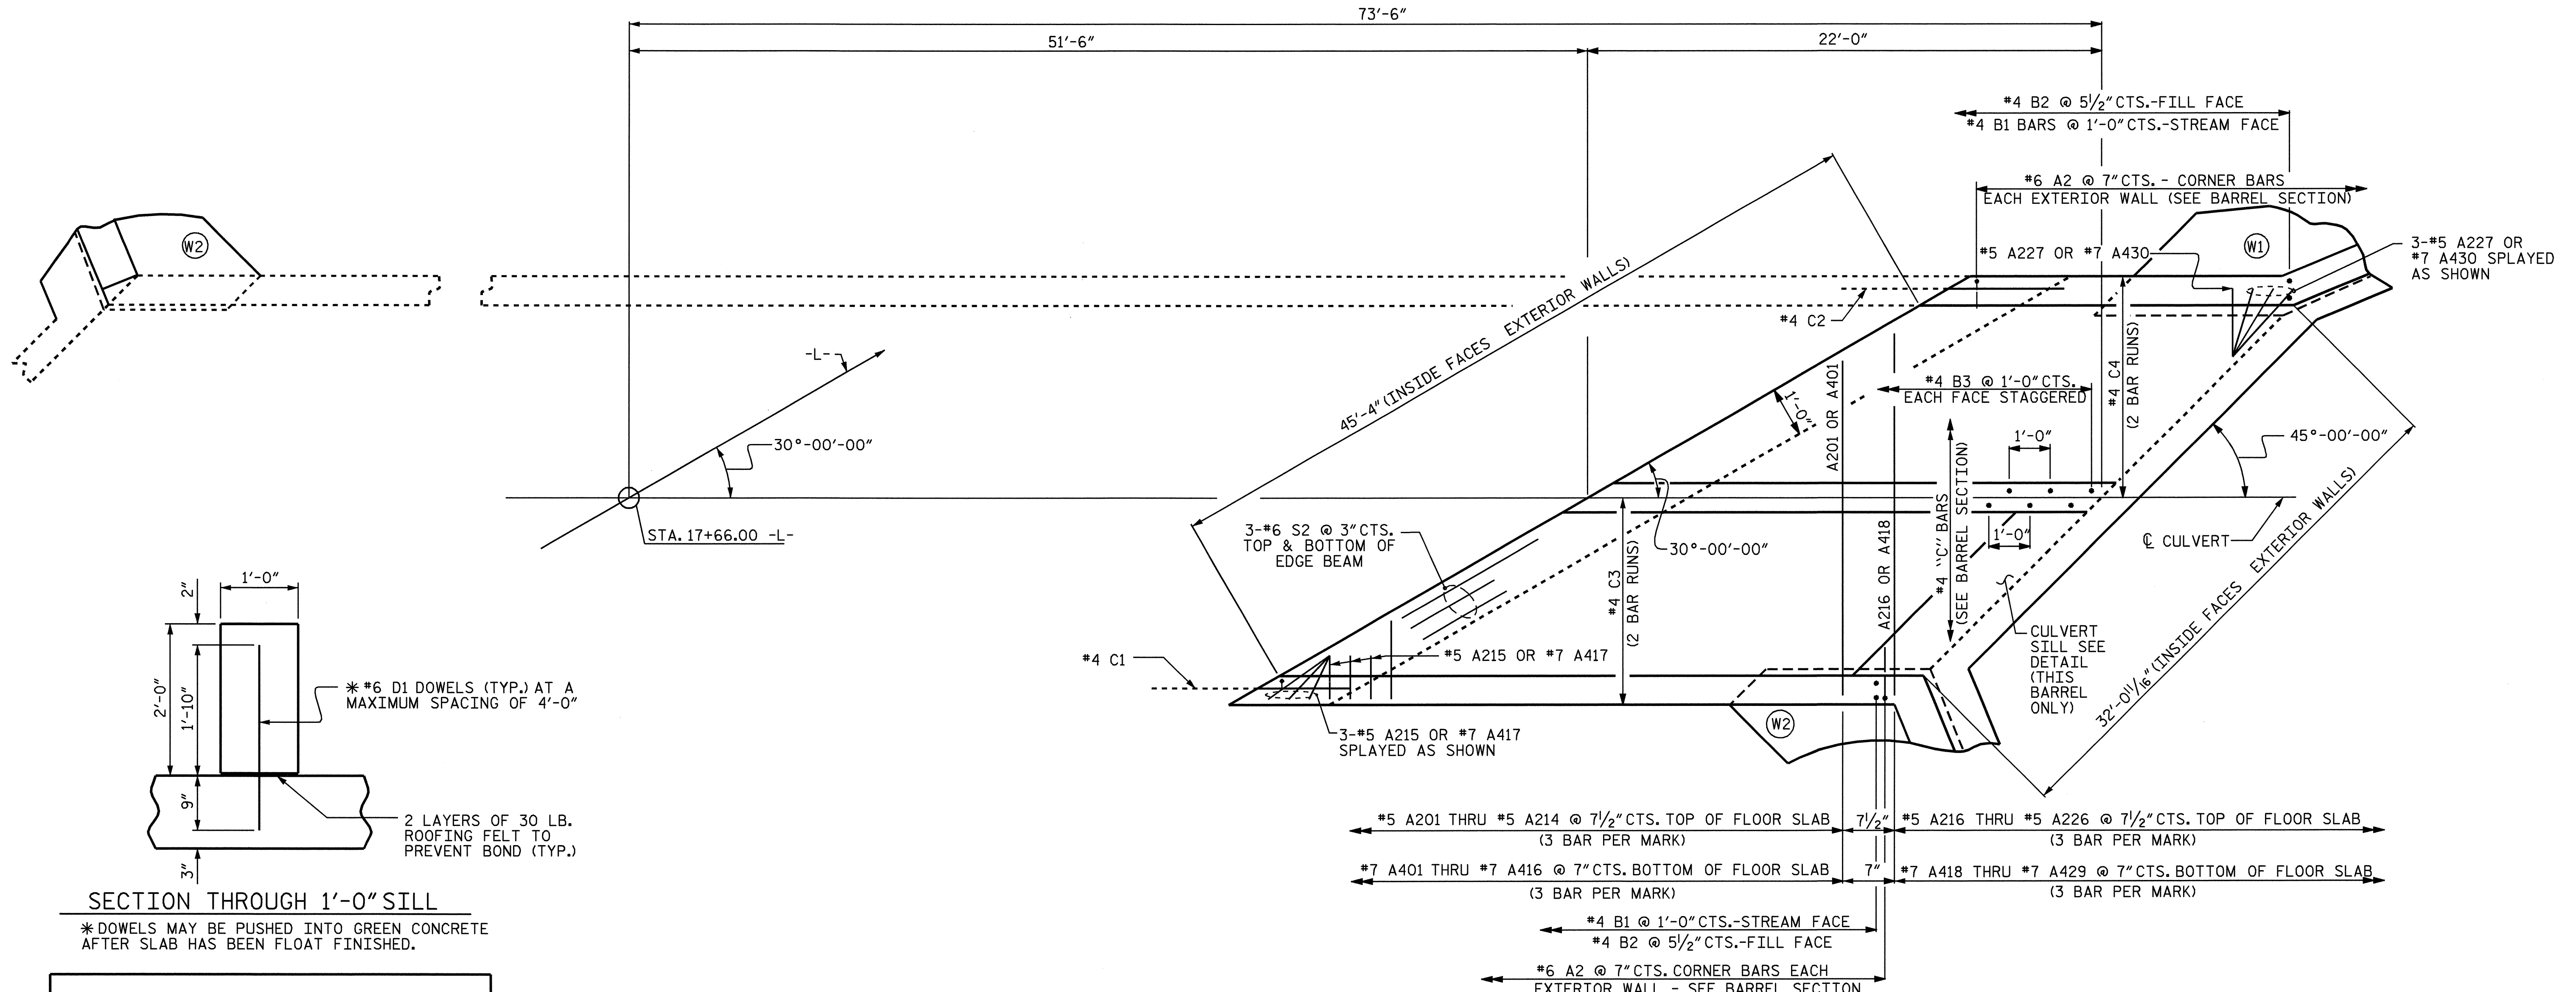 73'-6"
51'-6"
22'-0"
#4 B2 @ 5½" CTS.-FILL FACE
#4 B1 BARS @ 1'-0" CTS.-STREAM FACE
#6 A2 @ 7" CTS. - CORNER BARS
EACH EXTERIOR WALL (SEE BARREL SECTION)
W2
#5 A227 OR #7 A430
W1
3-#5 A227 OR
#7 A430 SPLAYED
AS SHOWN
45'-4" (INSIDE FACES EXTERIOR WALLS)
#4 C2
-L-
30°-00'-00"
STA. 17+66.00 -L-
1'-0"
A201 OR A401
#4 B3 @ 1'-0" CTS.
EACH FACE STAGGERED
#4 C4
(2 BAR RUNS)
1'-0"
1'-0"
45°-00'-00"
℄ CULVERT
30°-00'-00"
3-#6 S2 @ 3" CTS.
TOP & BOTTOM OF
EDGE BEAM
#4 C3
(2 BAR RUNS)
A216 OR A418
#4 "C" BARS
(SEE BARREL SECTION)
32'-0 11/16" (INSIDE FACES EXTERIOR WALLS)
CULVERT
SILL SEE
DETAIL
(THIS
BARREL
ONLY)
#4 C1
#5 A215 OR #7 A417
3-#5 A215 OR #7 A417
SPLAYED AS SHOWN
W2
1'-0"
2"
2'-0"
1'-10"
9"
3"
* #6 D1 DOWELS (TYP.) AT A
MAXIMUM SPACING OF 4'-0"
2 LAYERS OF 30 LB.
ROOFING FELT TO
PREVENT BOND (TYP.)
SECTION THROUGH 1'-0" SILL
* DOWELS MAY BE PUSHED INTO GREEN CONCRETE
AFTER SLAB HAS BEEN FLOAT FINISHED.
#5 A201 THRU #5 A214 @ 7½" CTS. TOP OF FLOOR SLAB
(3 BAR PER MARK)
7½"
#5 A216 THRU #5 A226 @ 7½" CTS. TOP OF FLOOR SLAB
(3 BAR PER MARK)
#7 A401 THRU #7 A416 @ 7" CTS. BOTTOM OF FLOOR SLAB
(3 BAR PER MARK)
7"
#7 A418 THRU #7 A429 @ 7" CTS. BOTTOM OF FLOOR SLAB
(3 BAR PER MARK)
#4 B1 @ 1'-0" CTS.-STREAM FACE
#4 B2 @ 5½" CTS.-FILL FACE
#6 A2 @ 7" CTS. CORNER BARS EACH
EXTERIOR WALL - SEE BARREL SECTION